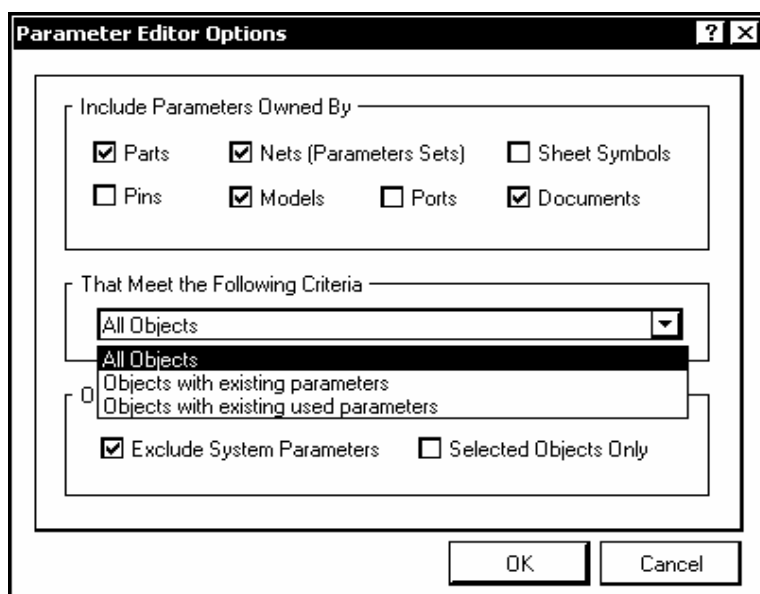 Parameter Editor Options ? X
Include Parameters Owned By
Parts Nets (Parameters Sets) Sheet Symbols
Pins Models Ports Documents
That Meet the Following Criteria
All Objects
All Objects
Objects with existing parameters
Objects with existing used parameters
Exclude System Parameters Selected Objects Only
OK Cancel